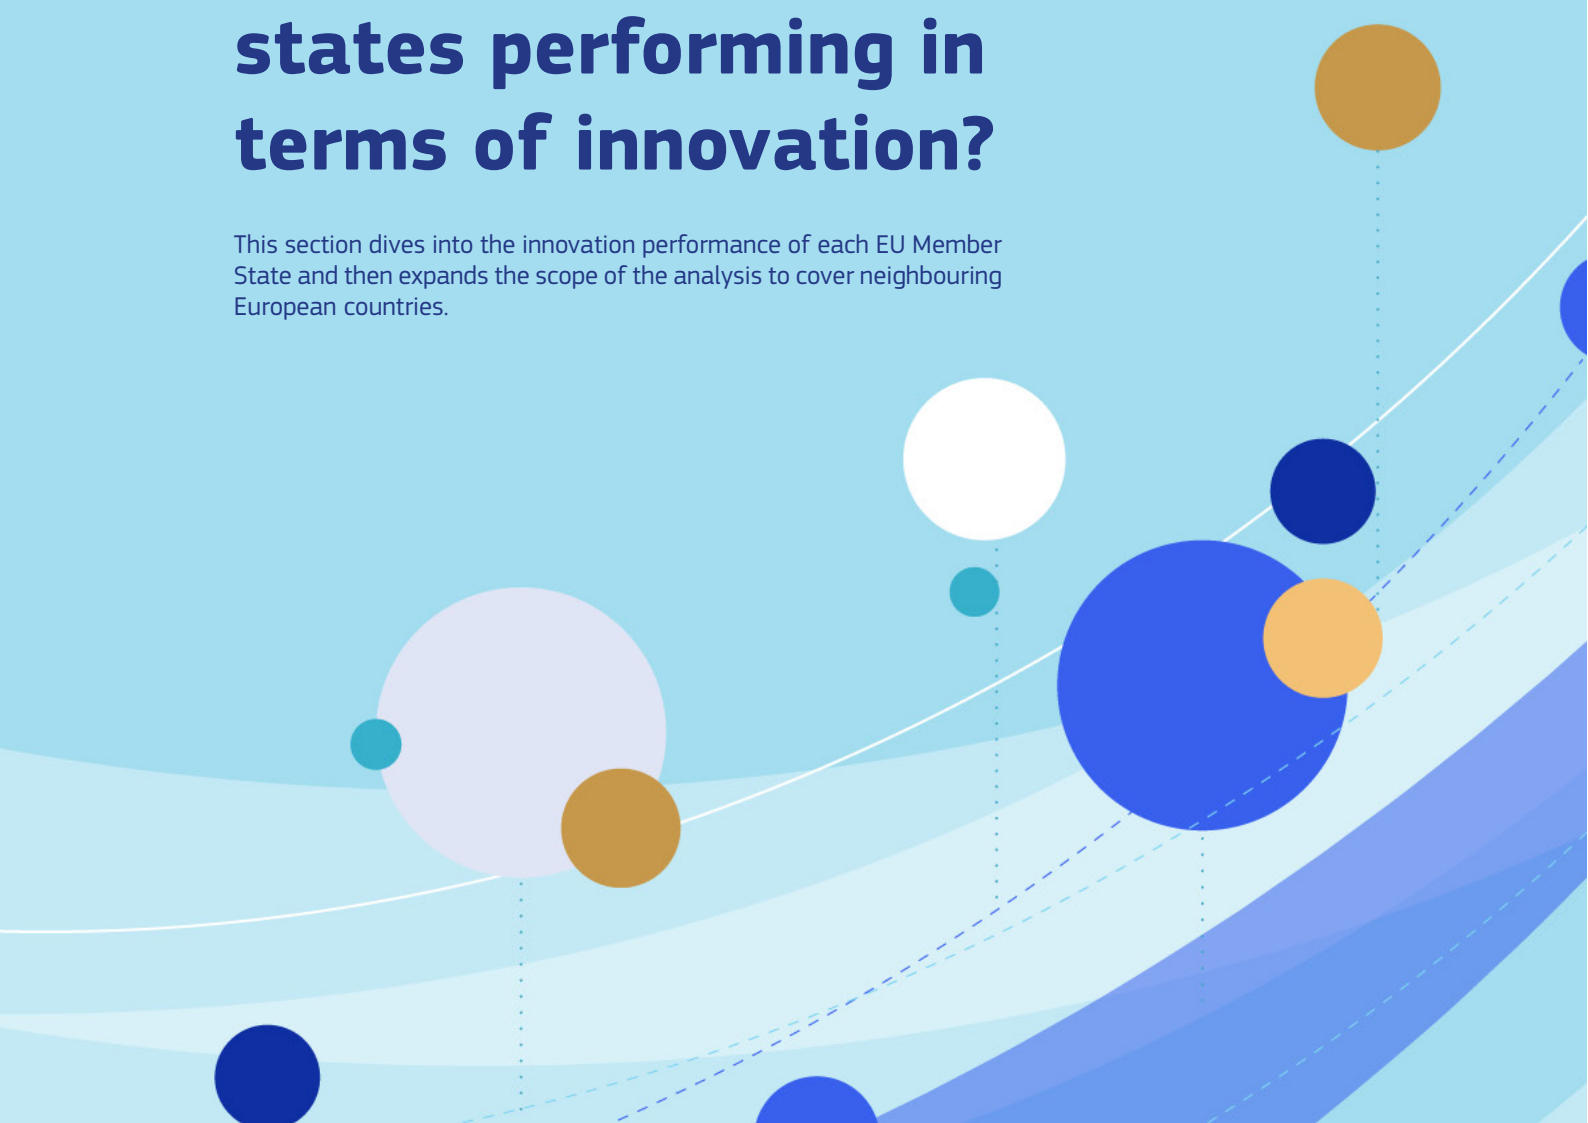 states performing in
terms of innovation?
This section dives into the innovation performance of each EU Member
State and then expands the scope of the analysis to cover neighbouring
European countries.